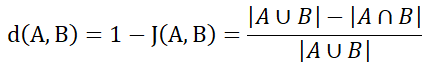 d(A, B) = 1 − J(A, B) = (|A ∪ B| − |A ∩ B|) / |A ∪ B|